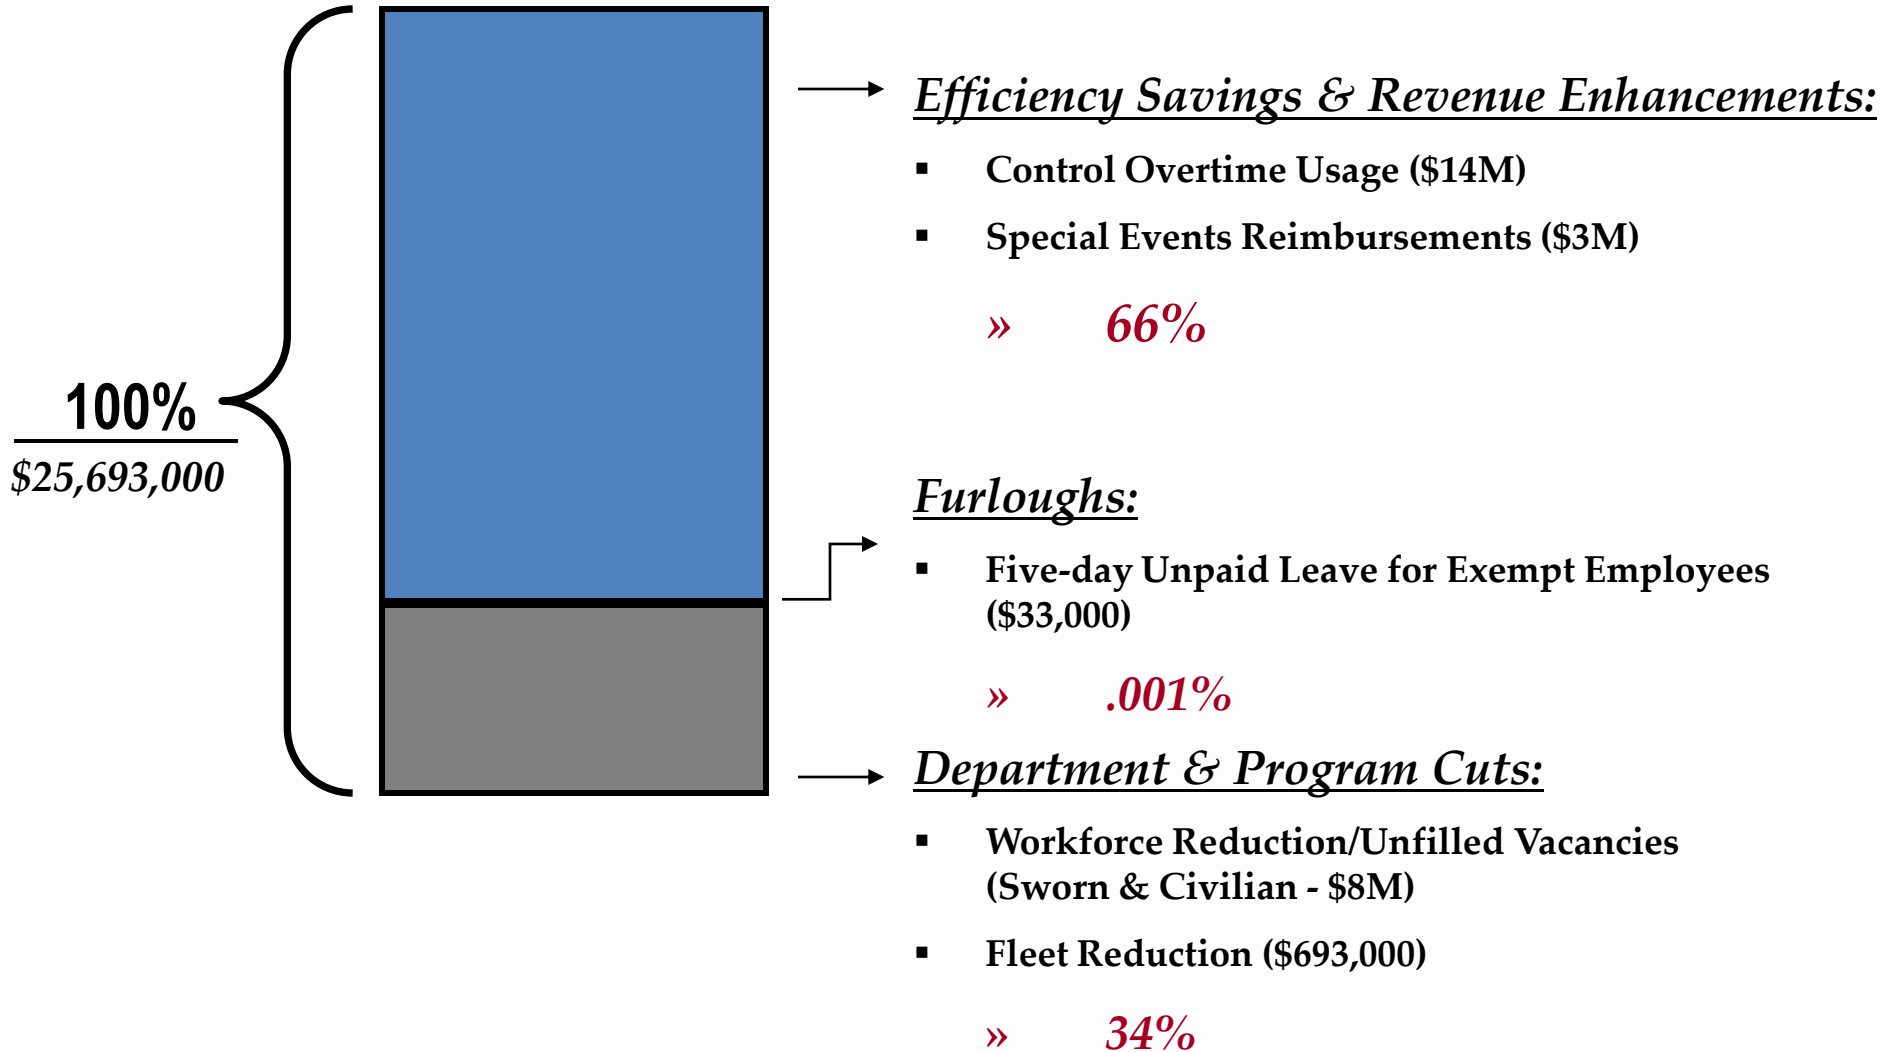 100%
$25,693,000
Efficiency Savings & Revenue Enhancements:
▪ Control Overtime Usage ($14M)
▪ Special Events Reimbursements ($3M)
» 66%
Furloughs:
▪ Five-day Unpaid Leave for Exempt Employees
($33,000)
» .001%
Department & Program Cuts:
▪ Workforce Reduction/Unfilled Vacancies
(Sworn & Civilian - $8M)
▪ Fleet Reduction ($693,000)
» 34%